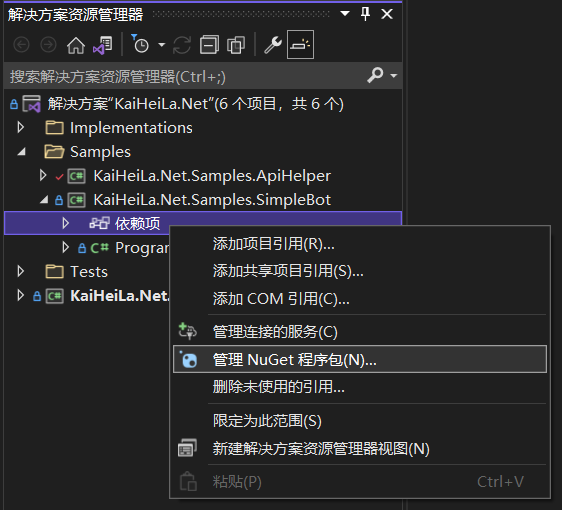 解决方案资源管理器
搜索解决方案资源管理器(Ctrl+;)
解决方案"KaiHeiLa.Net"(6 个项目，共 6 个)
Implementations
Samples
KaiHeiLa.Net.Samples.ApiHelper
KaiHeiLa.Net.Samples.SimpleBot
依赖项
Progran
Tests
KaiHeiLa.Net.
添加项目引用(R)...
添加共享项目引用(S)...
添加 COM 引用(C)...
管理连接的服务(C)
管理 NuGet 程序包(N)...
删除未使用的引用...
限定为此范围(S)
新建解决方案资源管理器视图(N)
粘贴(P) Ctrl+V